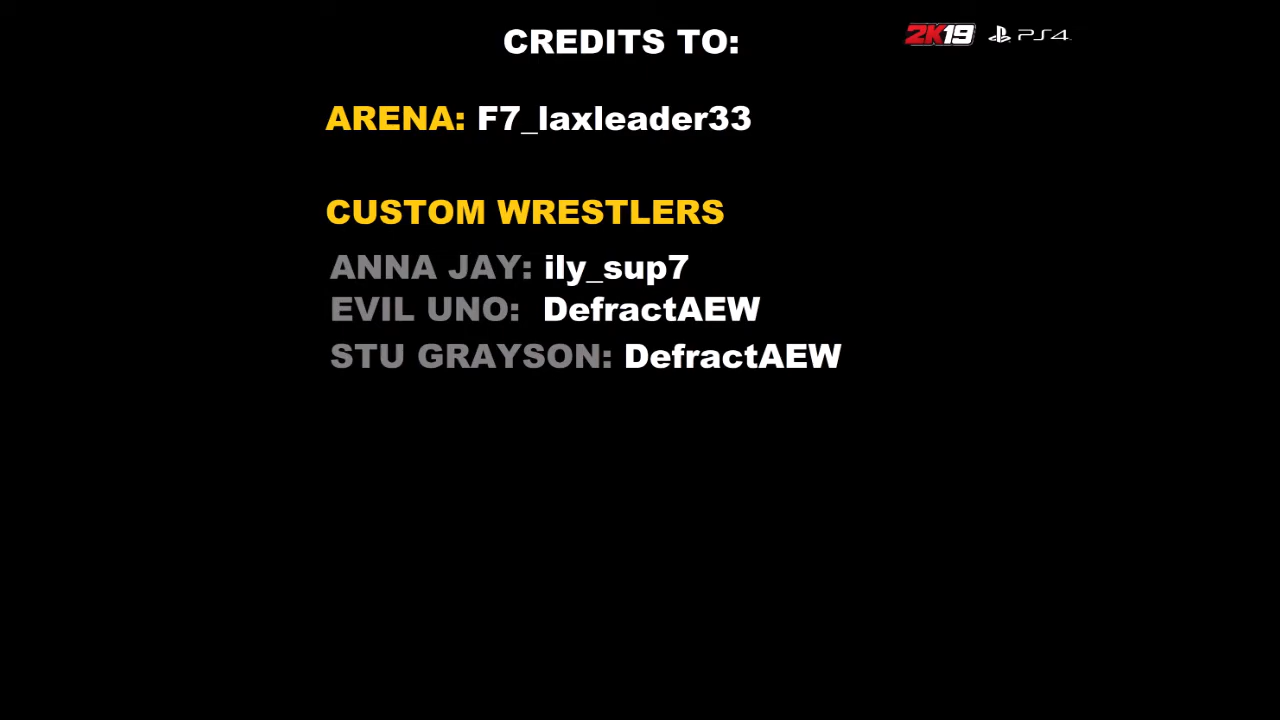 CREDITS TO:
2K19 PS4
ARENA: F7_laxleader33
CUSTOM WRESTLERS
ANNA JAY: ily_sup7
EVIL UNO: DefractAEW
STU GRAYSON: DefractAEW